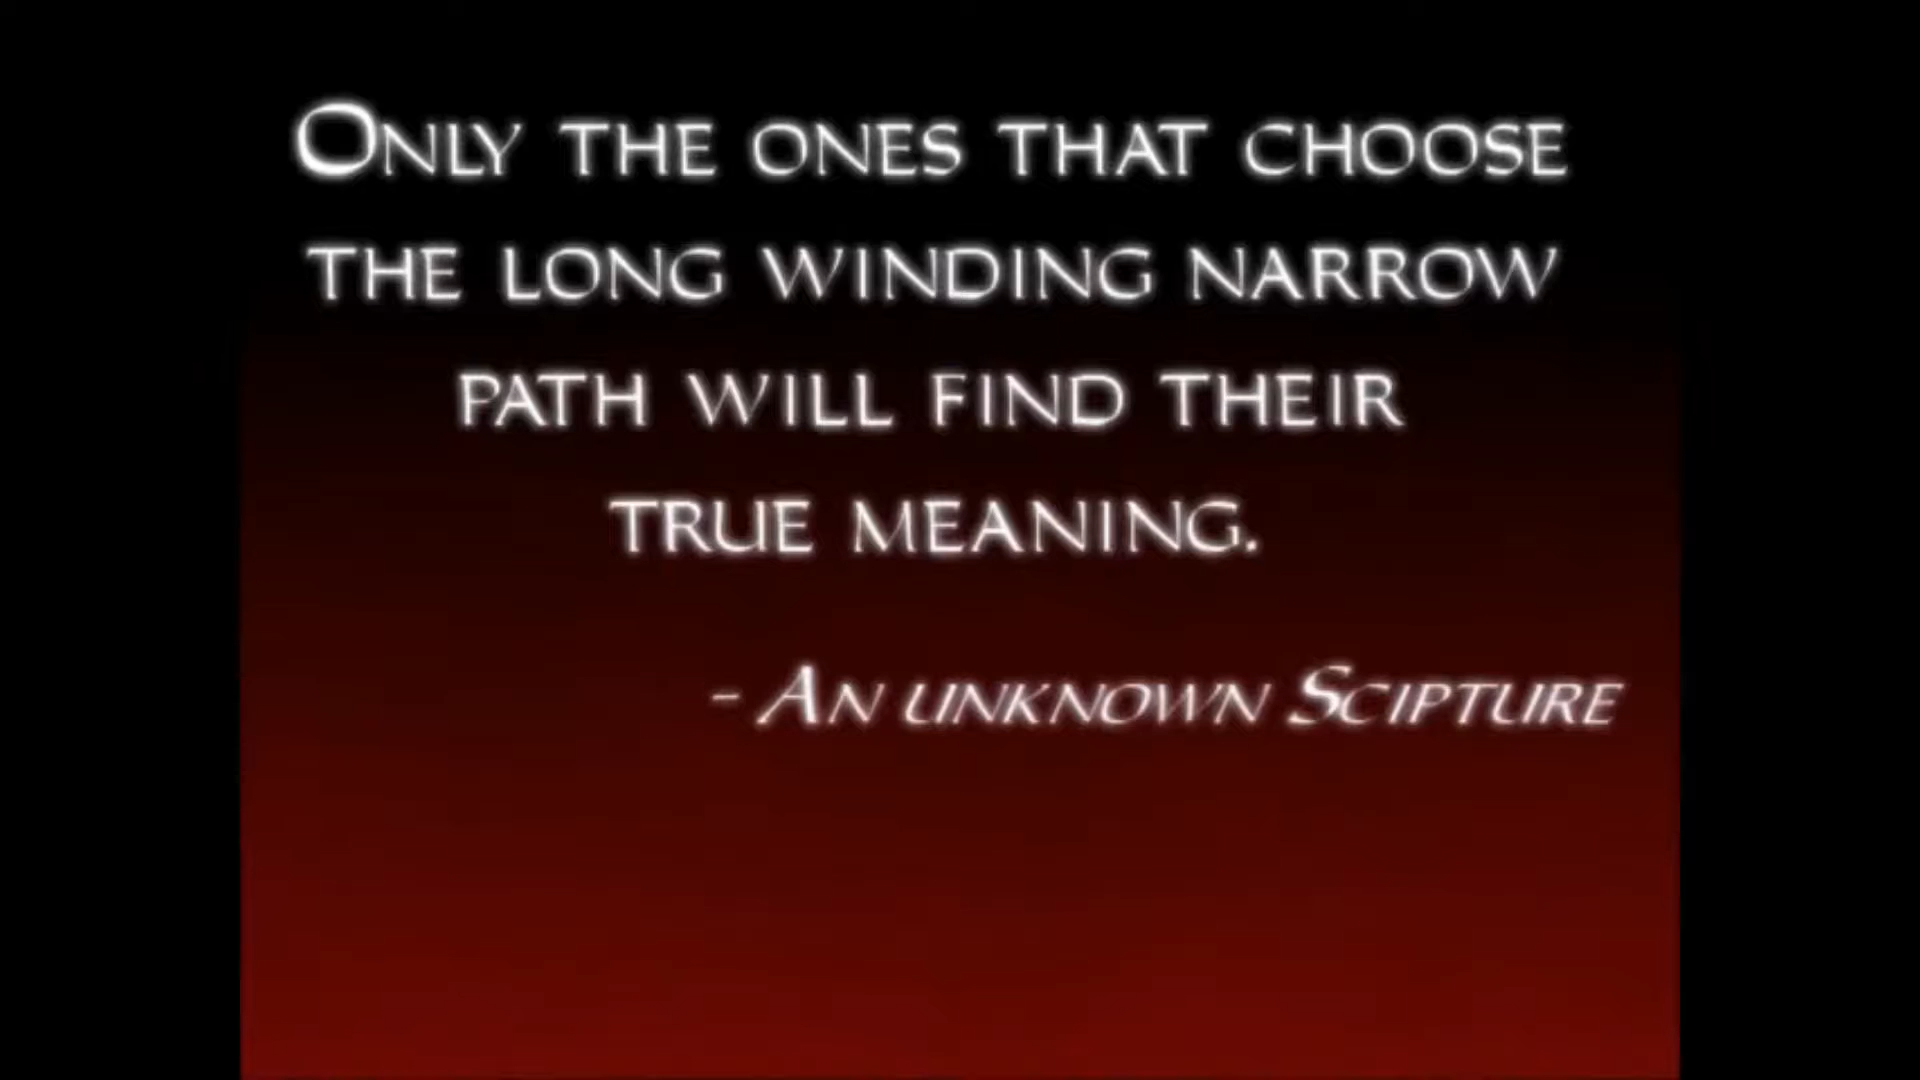 Only the ones that choose
the long winding narrow
path will find their
true meaning.
- An unknown Scipture